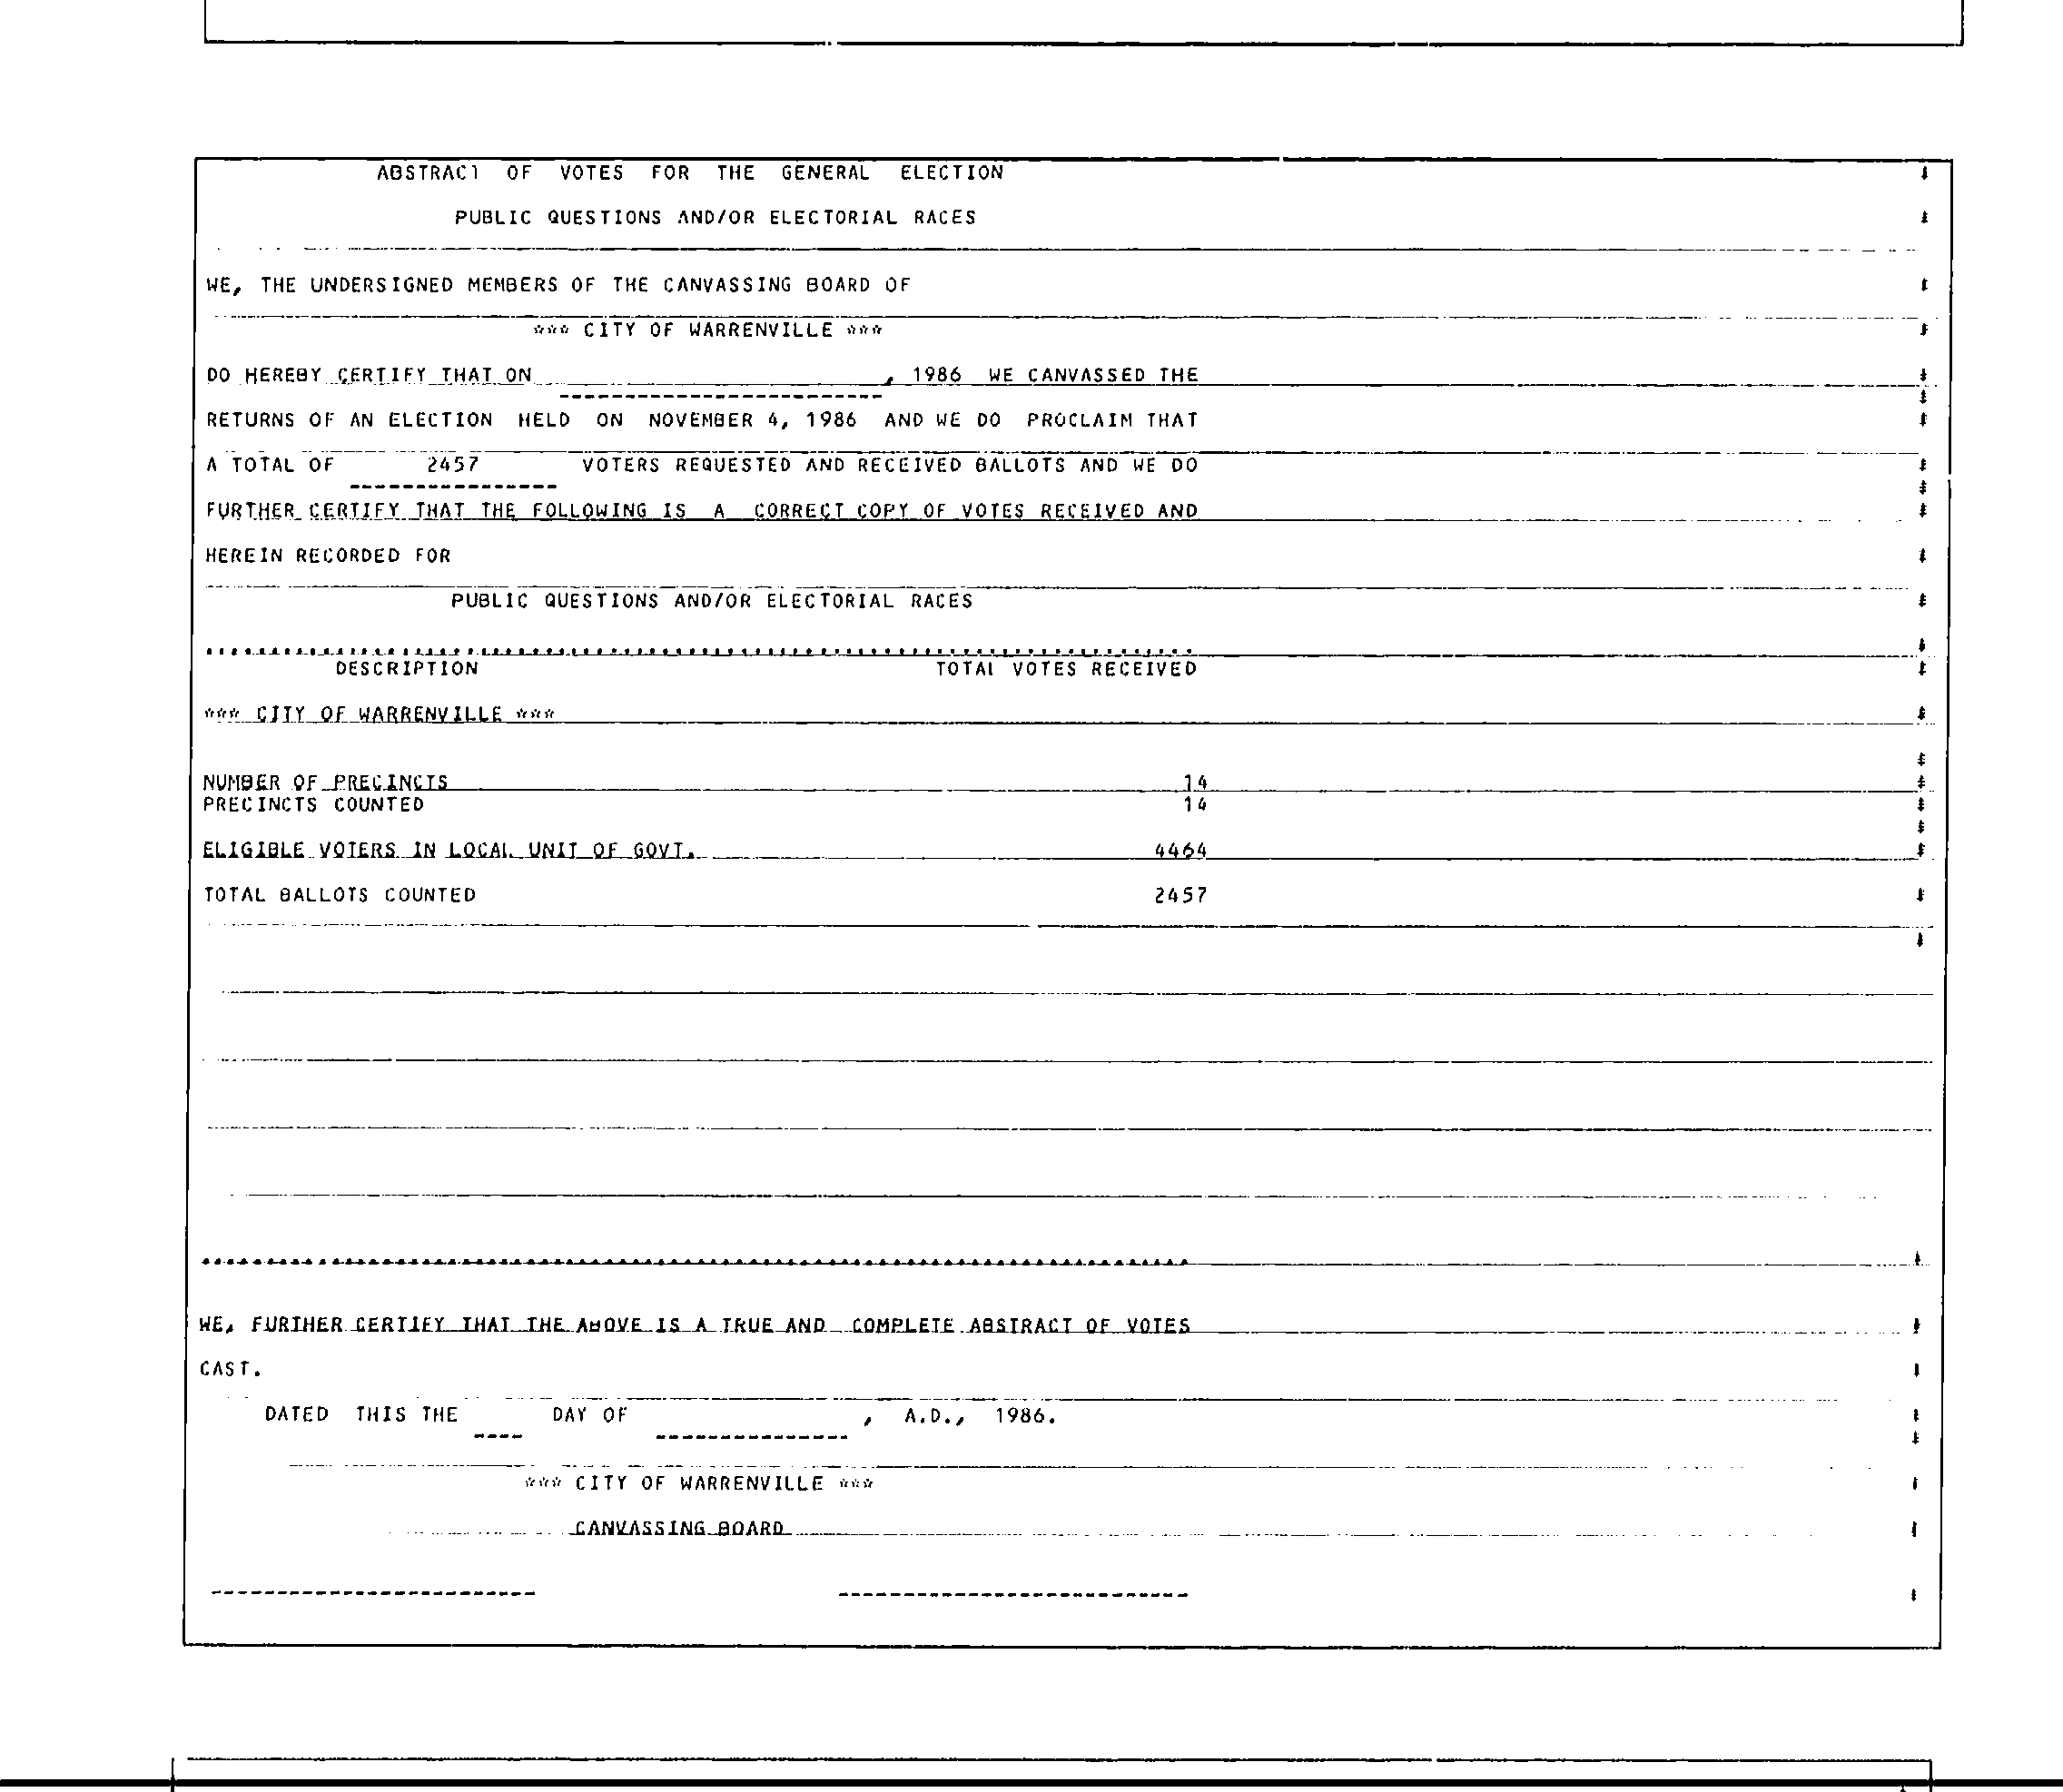 ABSTRACT OF VOTES FOR THE GENERAL ELECTION
PUBLIC QUESTIONS AND/OR ELECTORIAL RACES
WE, THE UNDERSIGNED MEMBERS OF THE CANVASSING BOARD OF
*** CITY OF WARRENVILLE ***
DO HEREBY CERTIFY THAT ON , 1986 WE CANVASSED THE
RETURNS OF AN ELECTION HELD ON NOVEMBER 4, 1986 AND WE DO PROCLAIM THAT
A TOTAL OF 2457 VOTERS REQUESTED AND RECEIVED BALLOTS AND WE DO
FURTHER CERTIFY THAT THE FOLLOWING IS A CORRECT COPY OF VOTES RECEIVED AND
HEREIN RECORDED FOR
PUBLIC QUESTIONS AND/OR ELECTORIAL RACES
DESCRIPTION TOTAL VOTES RECEIVED
*** CITY OF WARRENVILLE ***
NUMBER OF PRECINCTS 14
PRECINCTS COUNTED 14
ELIGIBLE VOTERS IN LOCAL UNIT OF GOVT. 4464
TOTAL BALLOTS COUNTED 2457
WE, FURTHER CERTIFY THAT THE ABOVE IS A TRUE AND COMPLETE ABSTRACT OF VOTES
CAST.
DATED THIS THE ---- DAY OF --------------- , A.D., 1986.
*** CITY OF WARRENVILLE ***
CANVASSING BOARD